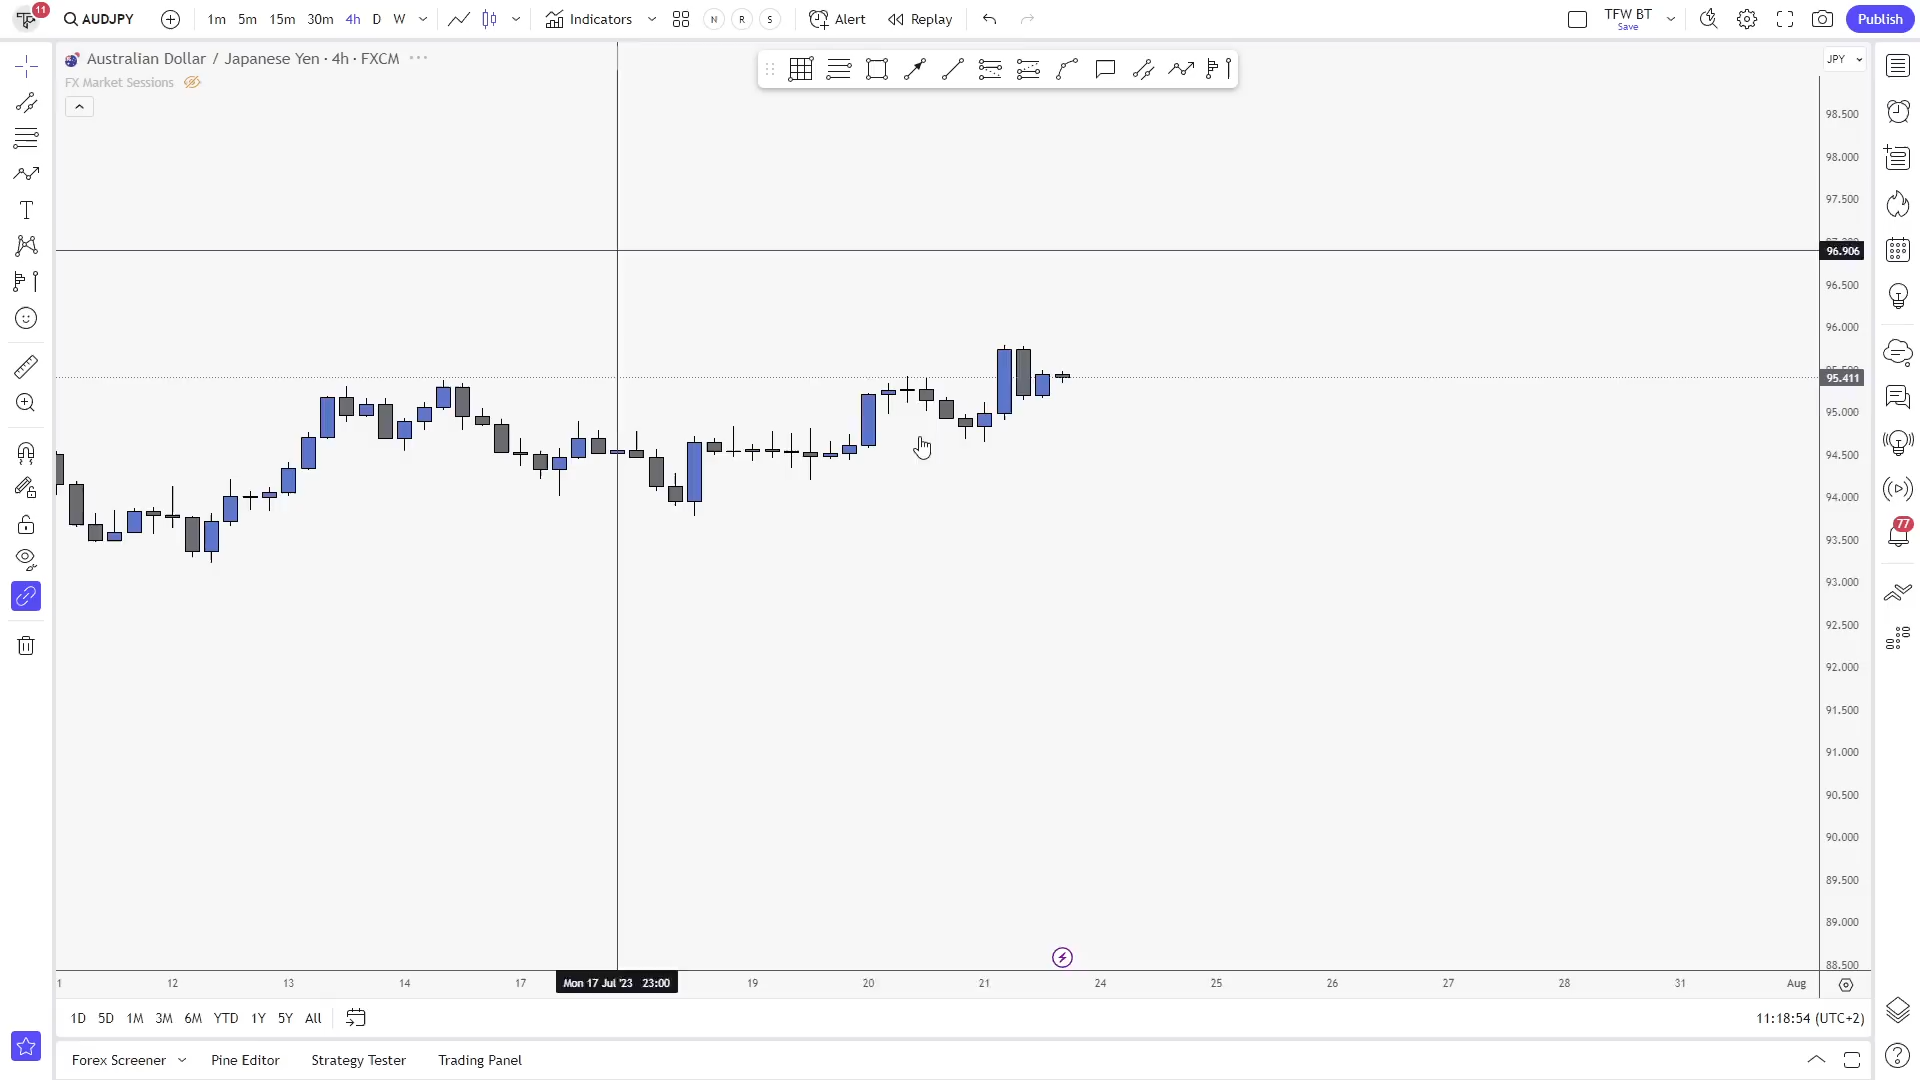 11
AUDJPY
1m 5m 15m 30m 4h D W
Indicators
N R S
Alert
Replay
TFW BT
Save
Publish
Australian Dollar / Japanese Yen · 4h · FXCM
FX Market Sessions
JPY
98.500
98.000
97.500
96.906
96.500
96.000
95.411
95.000
94.500
94.000
93.500
93.000
92.500
92.000
91.500
91.000
90.500
90.000
89.500
89.000
88.500
77
1 12 13 14 17 Mon 17 Jul '23 23:00 19 20 21 24 25 26 27 28 31 Aug
1D 5D 1M 3M 6M YTD 1Y 5Y All
11:18:54 (UTC+2)
Forex Screener Pine Editor Strategy Tester Trading Panel